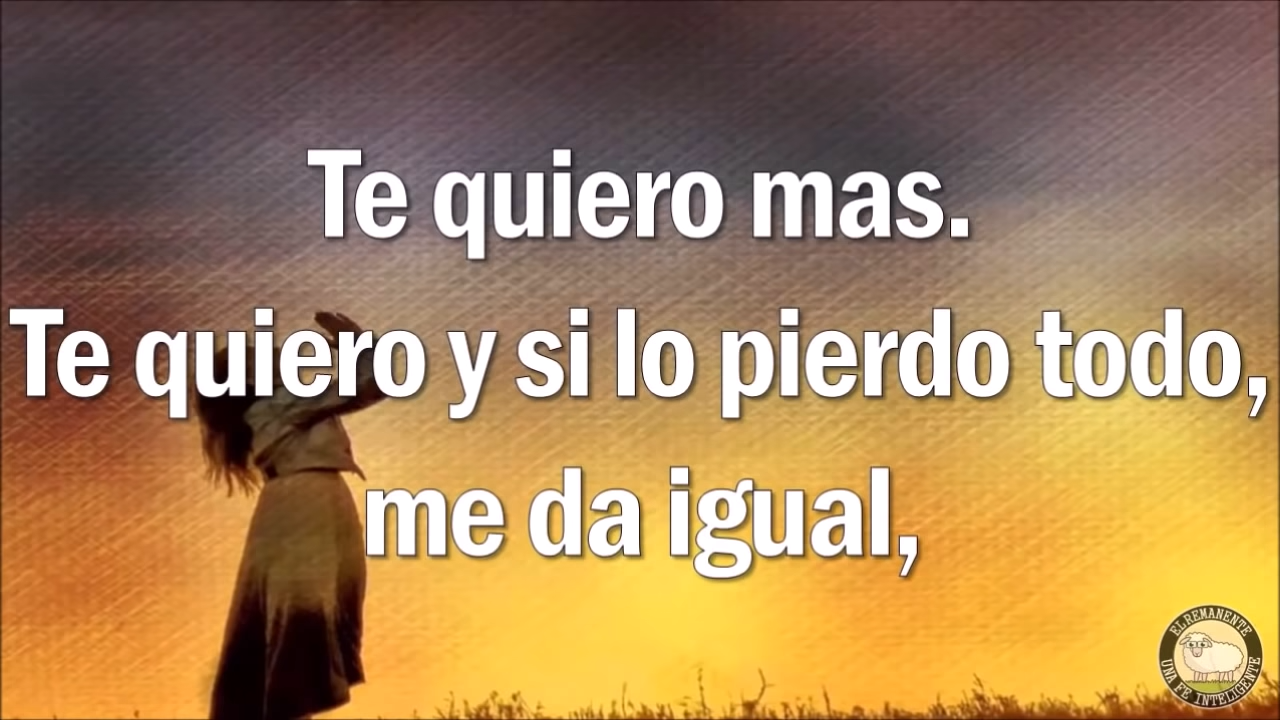 Te quiero mas.
Te quiero y si lo pierdo todo,
me da igual,
EL REMANENTE
UNA FE INTELIGENTE